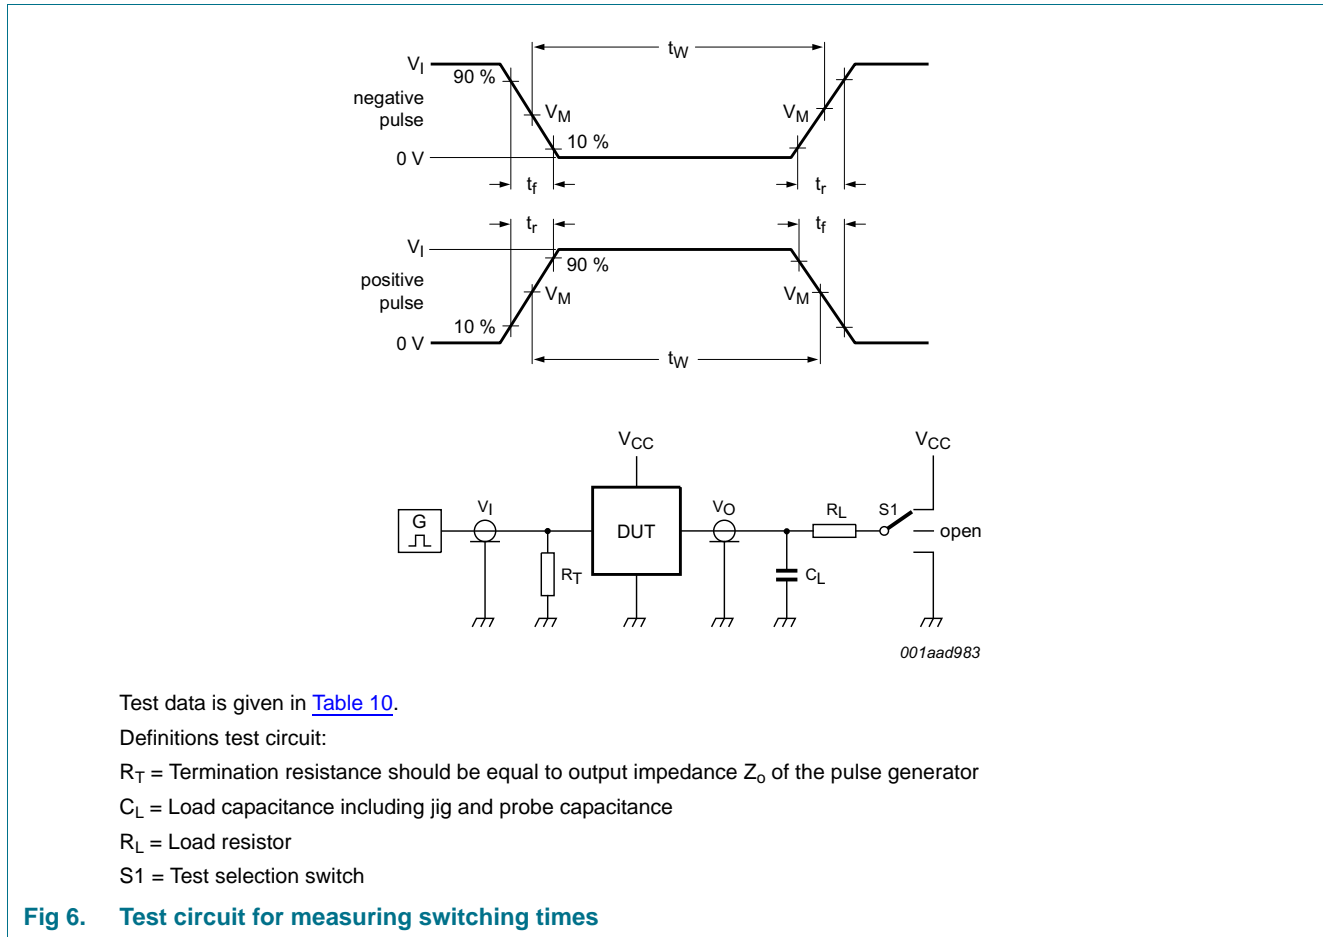 tW
VI
90 %
negative
pulse
VM
VM
10 %
0 V
tf
tr
tr
tf
VI
90 %
positive
pulse
VM
VM
10 %
0 V
tW
VCC
VCC
G
VI
DUT
VO
RL
S1
open
RT
CL
001aad983
Test data is given in Table 10.
Definitions test circuit:
RT = Termination resistance should be equal to output impedance Zo of the pulse generator
CL = Load capacitance including jig and probe capacitance
RL = Load resistor
S1 = Test selection switch
Fig 6. Test circuit for measuring switching times